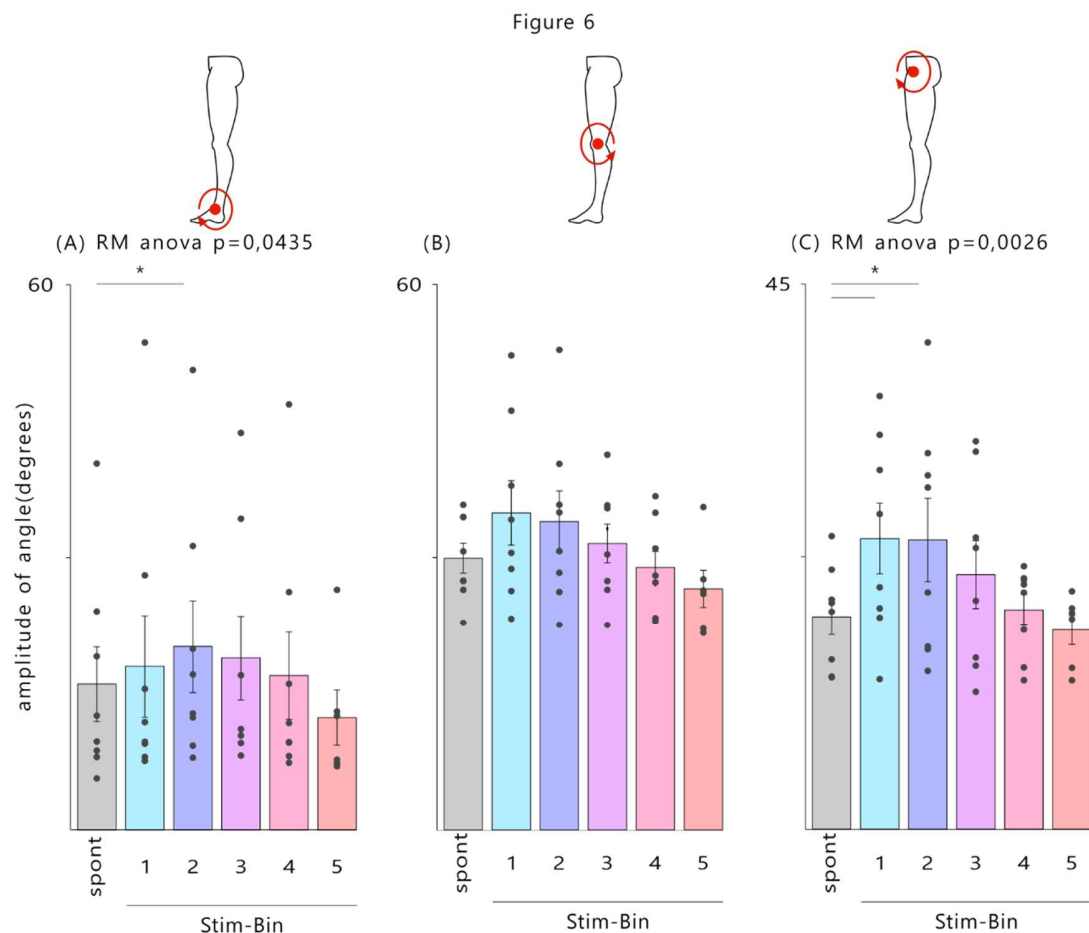 Figure 6
(A) RM anova p=0,0435
(B)
(C) RM anova p=0,0026
*
*
60
60
45
amplitude of angle(degrees)
spont 1 2 3 4 5
spont 1 2 3 4 5
spont 1 2 3 4 5
Stim-Bin
Stim-Bin
Stim-Bin